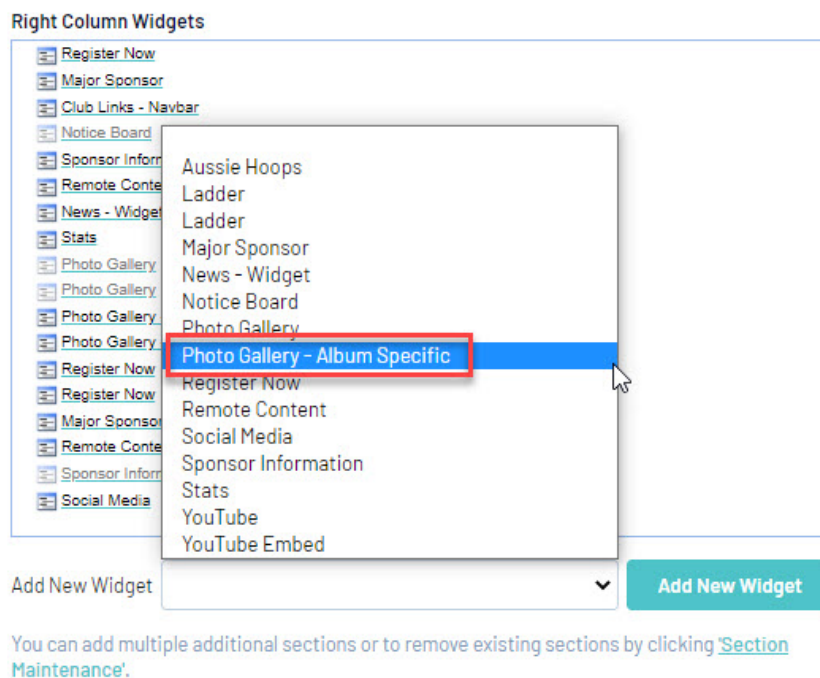 Right Column Widgets
Register Now
Major Sponsor
Club Links - Navbar
Notice Board
Sponsor Inform
Remote Conte
News - Widget
Stats
Photo Gallery
Photo Gallery
Photo Gallery
Photo Gallery
Register Now
Register Now
Major Sponsor
Remote Conte
Sponsor Inform
Social Media
Aussie Hoops
Ladder
Ladder
Major Sponsor
News - Widget
Notice Board
Photo Gallery
Photo Gallery - Album Specific
Register Now
Remote Content
Social Media
Sponsor Information
Stats
YouTube
YouTube Embed
Add New Widget
Add New Widget
You can add multiple additional sections or to remove existing sections by clicking 'Section
Maintenance'.